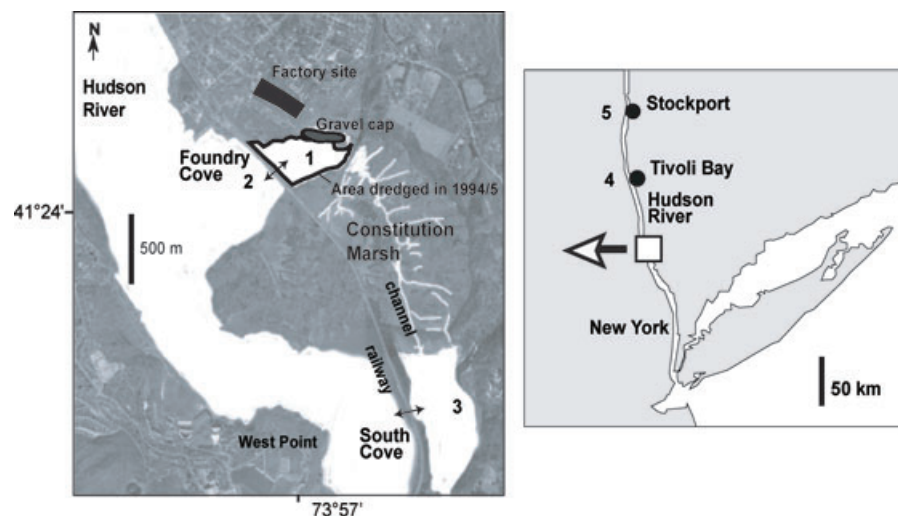 N
Hudson
River
Factory site
Gravel cap
1
Foundry
Cove
2
Area dredged in 1994/5
41°24'
500 m
Constitution
Marsh
channel
railway
3
West Point
South
Cove
73°57'
5
Stockport
4
Tivoli Bay
Hudson
River
New York
50 km